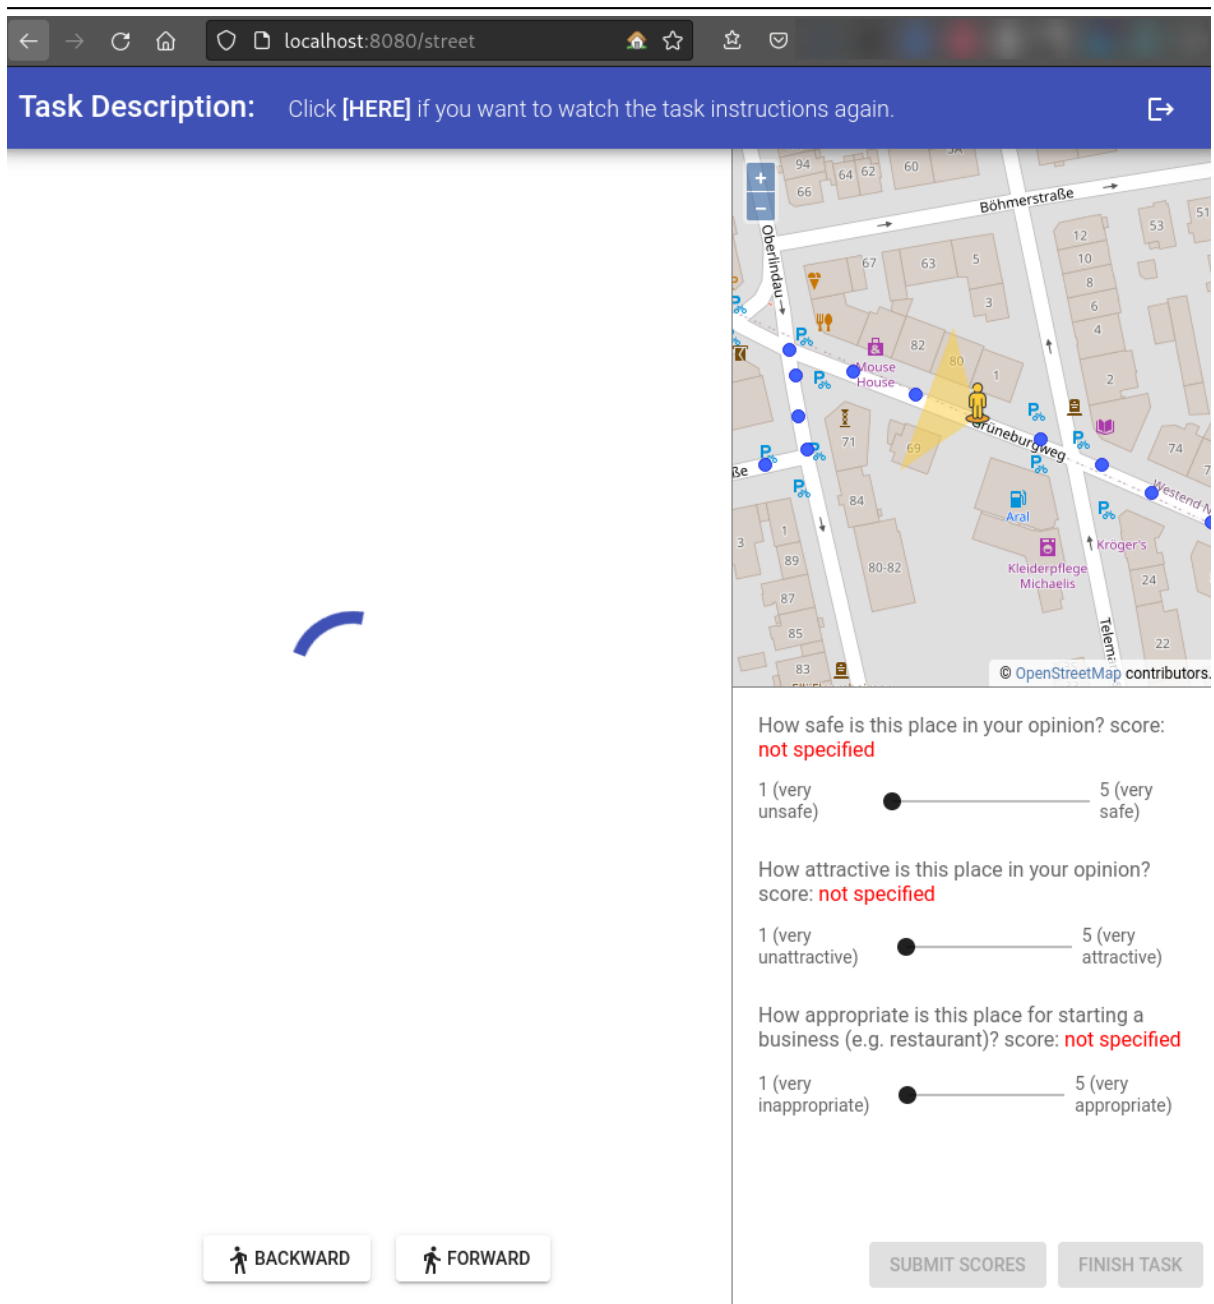 localhost:8080/street
Task Description: Click [HERE] if you want to watch the task instructions again.
94
64
62
60
66
+
−
Böhmerstraße
Oberlindau
67
63
5
12
53
51
10
8
3
6
4
82
80
Mouse
House
1
2
71
69
Grüneburgweg
74
ße
84
Aral
Westend
1
3
89
80-82
Kröger's
Kleiderpflege
Michaelis
24
87
85
22
83
© OpenStreetMap contributors.
How safe is this place in your opinion? score:
not specified
1 (very
unsafe)
5 (very
safe)
How attractive is this place in your opinion?
score: not specified
1 (very
unattractive)
5 (very
attractive)
How appropriate is this place for starting a
business (e.g. restaurant)? score: not specified
1 (very
inappropriate)
5 (very
appropriate)
BACKWARD
FORWARD
SUBMIT SCORES
FINISH TASK